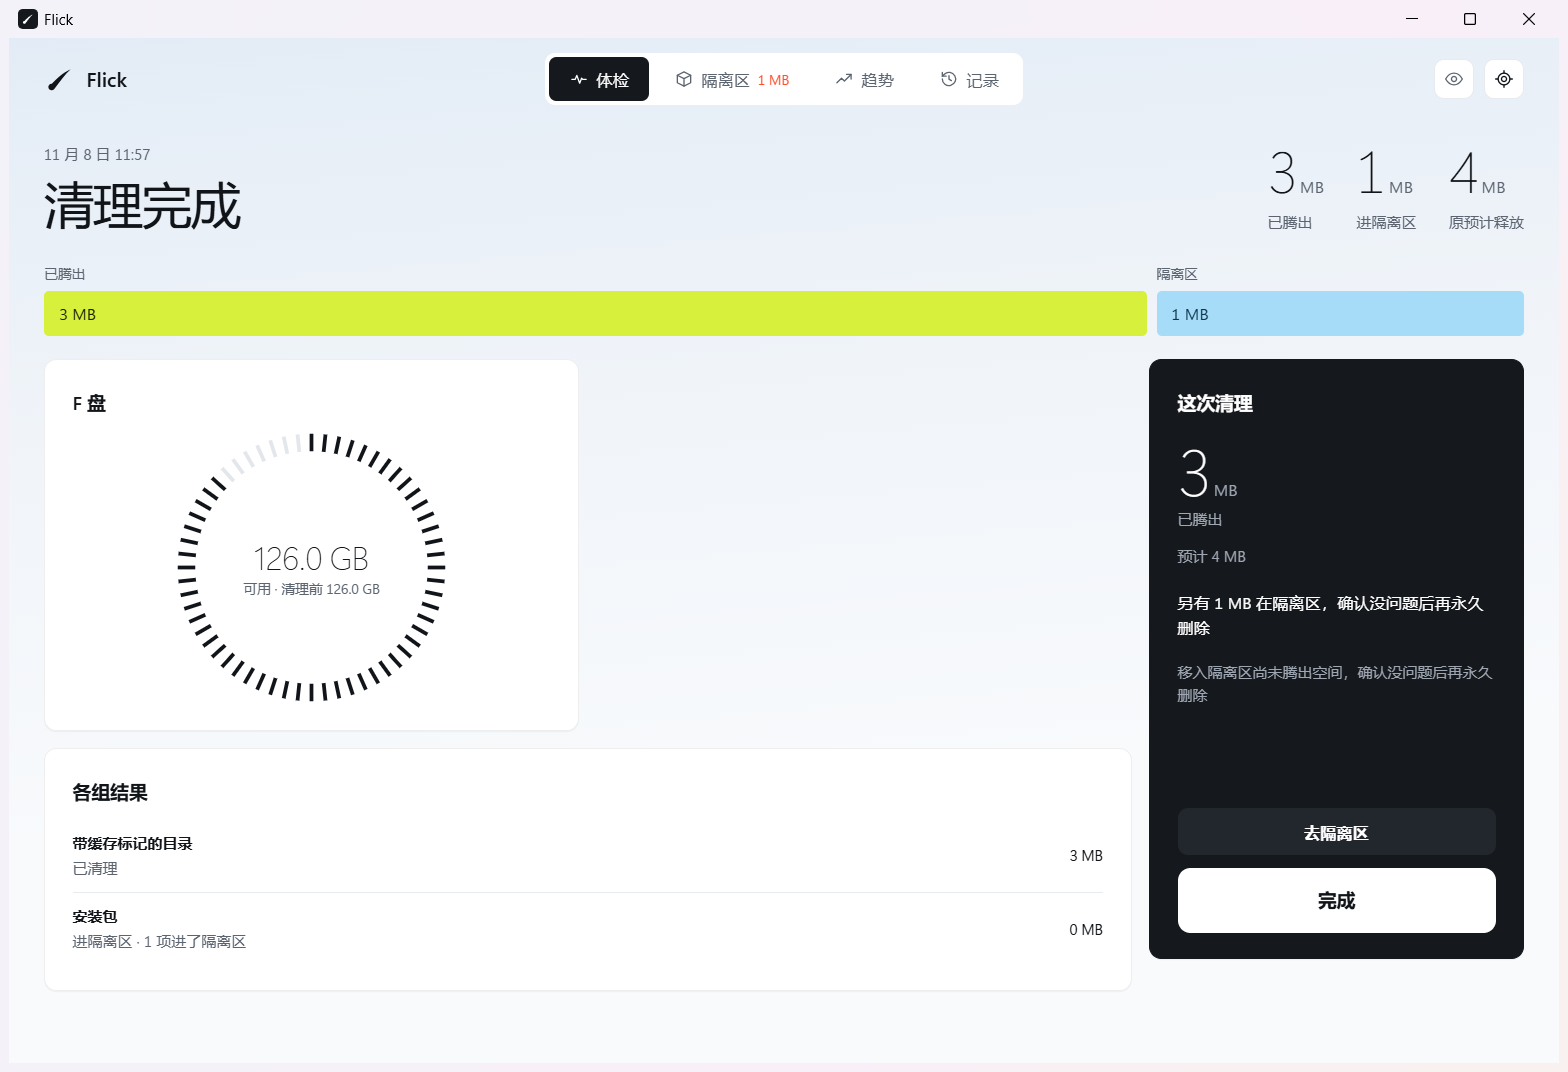 Flick
Flick
体检
隔离区 1 MB
趋势
记录
11 月 8 日 11:57
清理完成
3 MB
已腾出
1 MB
进隔离区
4 MB
原预计释放
已腾出
隔离区
3 MB
1 MB
F 盘
126.0 GB
可用 · 清理前 126.0 GB
这次清理
3 MB
已腾出
预计 4 MB
另有 1 MB 在隔离区，确认没问题后再永久
删除
移入隔离区尚未腾出空间，确认没问题后再永久
删除
去隔离区
完成
各组结果
带缓存标记的目录
已清理
3 MB
安装包
进隔离区 · 1 项进了隔离区
0 MB